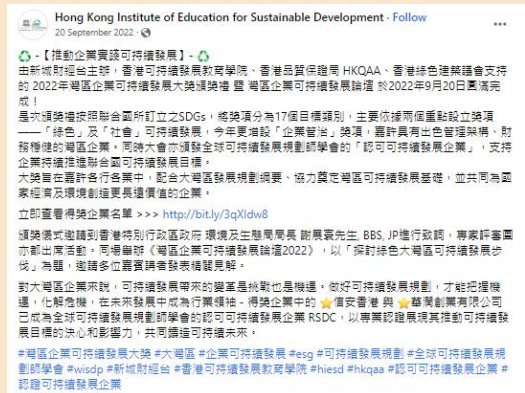 Hong Kong Institute of Education for Sustainable Development · Follow
20 September 2022 ·
♻ -【推動企業實踐可持續發展】- ♻
由新城財經台主辦，香港可持續發展教育學院、香港品質保證局 HKQAA、香港綠色建築議會支持
的 2022年灣區企業可持續發展大獎頒獎禮 暨 灣區企業可持續發展論壇 於2022年9月20日圓滿完
成！
是次頒獎禮按照聯合國所訂立之SDGs，將獎項分為17個目標類別，主要依據兩個重點設立獎項
——「綠色」及「社會」可持續發展，今年更增設「企業管治」獎項，嘉許具有出色管理架構、財
務穩健的灣區企業。同時大會亦頒發全球可持續發展規劃師學會的「認可可持續發展企業」，支持
企業持續推進聯合國可持續發展目標。
大獎旨在嘉許各行各業中，配合大灣區發展規劃綱要、協力奠定灣區可持續發展基礎，並共同為國
家經濟及環境創造更長遠價值的企業。
立即查看得獎企業名單 >>> http://bit.ly/3qXldw8
頒獎儀式邀請到香港特別行政區政府 環境及生態局局長 謝展寰先生, BBS, JP進行致詞，專家評審團
亦都出席活動。同場舉辦《灣區企業可持續發展論壇2022》，以「探討綠色大灣區可持續發展步
伐」為題，邀請多位嘉賓講者發表精闢見解。
對大灣區企業來說，可持續發展帶來的變革是挑戰也是機遇。做好可持續發展規劃，才能把握機
遇，化解危機，在未來發展中成為行業領袖。得獎企業中的 ⭐信安香港 與 ⭐華潤創業有限公司
已成為全球可持續發展規劃師學會的認可可持續發展企業 RSDC，以專業認證展現其推動可持續發
展目標的決心和影響力，共同締造可持續未來。
#灣區企業可持續發展大獎 #大灣區 #企業可持續發展 #esg #可持續發展規劃 #全球可持續發展規
劃師學會 #wisdp #新城財經台 #香港可持續發展教育學院 #hiesd #hkqaa #認可可持續發展企業 #
認證可持續發展企業